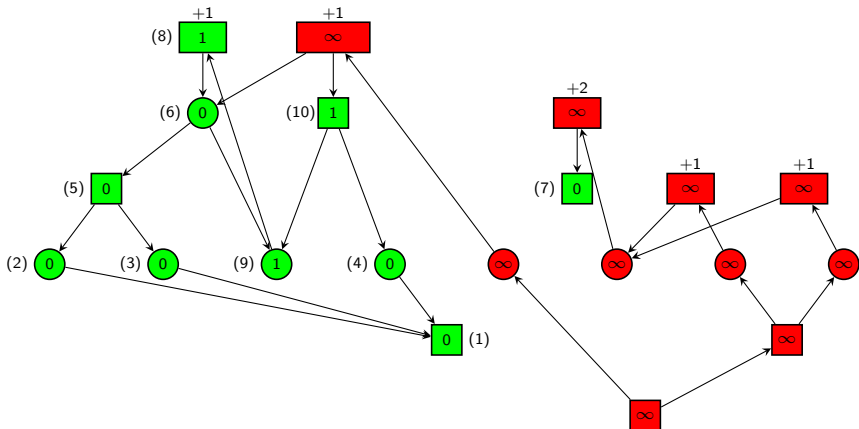 +1 +1
(8) 1 ∞
+2
(6) 0 (10) 1 ∞
+1 +1
(5) 0 (7) 0 ∞ ∞
(2) 0 (3) 0 (9) 1 (4) 0 ∞ ∞ ∞ ∞
0 (1) ∞
∞